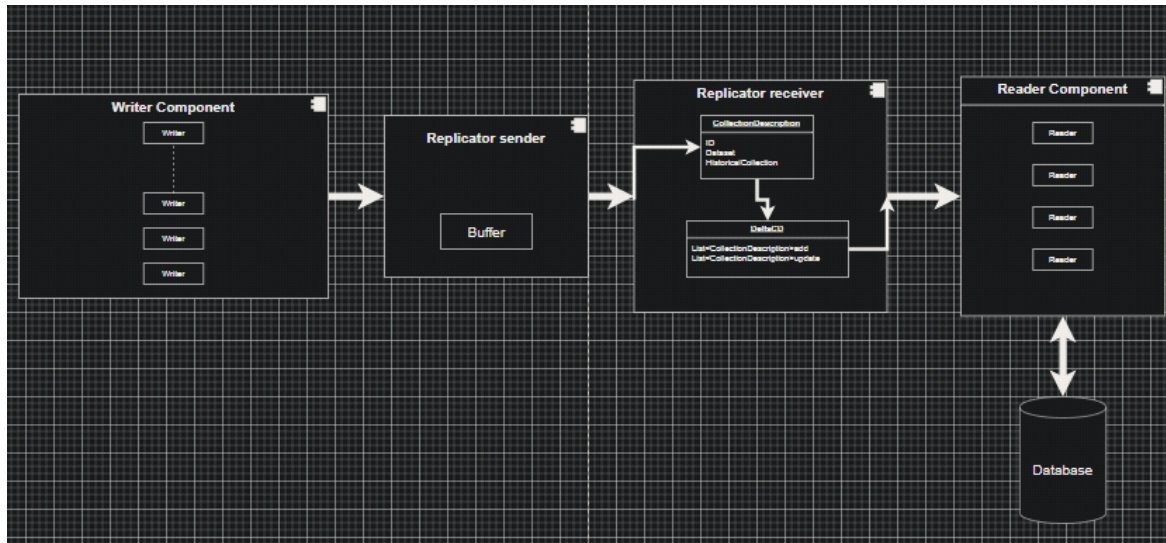 Writer Component
Writer
Writer
Writer
Writer
Replicator sender
Buffer
Replicator receiver
CollectionDescription
ID
Dataset
HistoricalCollection
DeltaCD
List<CollectionDescription>add
List<CollectionDescription>update
Reader Component
Reader
Reader
Reader
Reader
Database